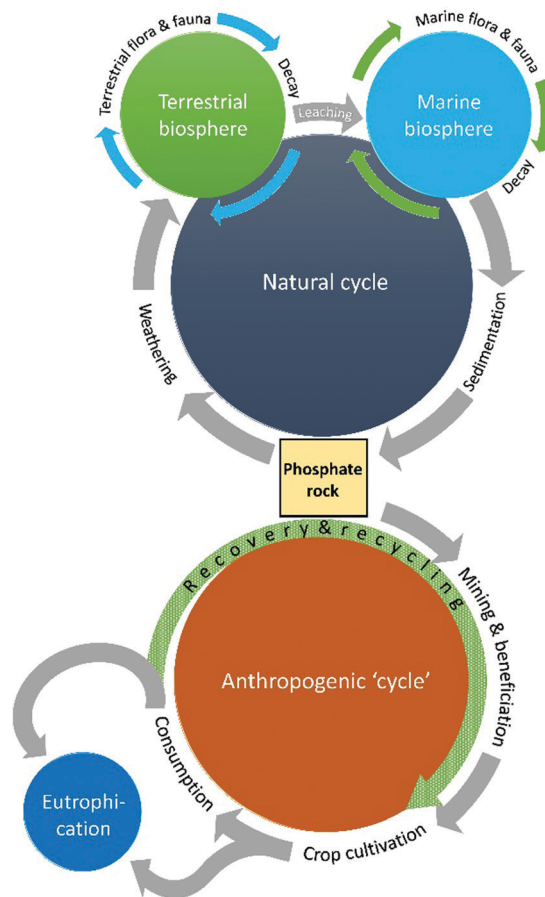 Terrestrial flora & fauna
Decay
Terrestrial
biosphere
Leaching
Marine flora & fauna
Decay
Marine
biosphere
Natural cycle
Weathering
Sedimentation
Phosphate
rock
Recovery & recycling
Mining & beneficiation
Anthropogenic ‘cycle’
Consumption
Crop cultivation
Eutrophi-
cation